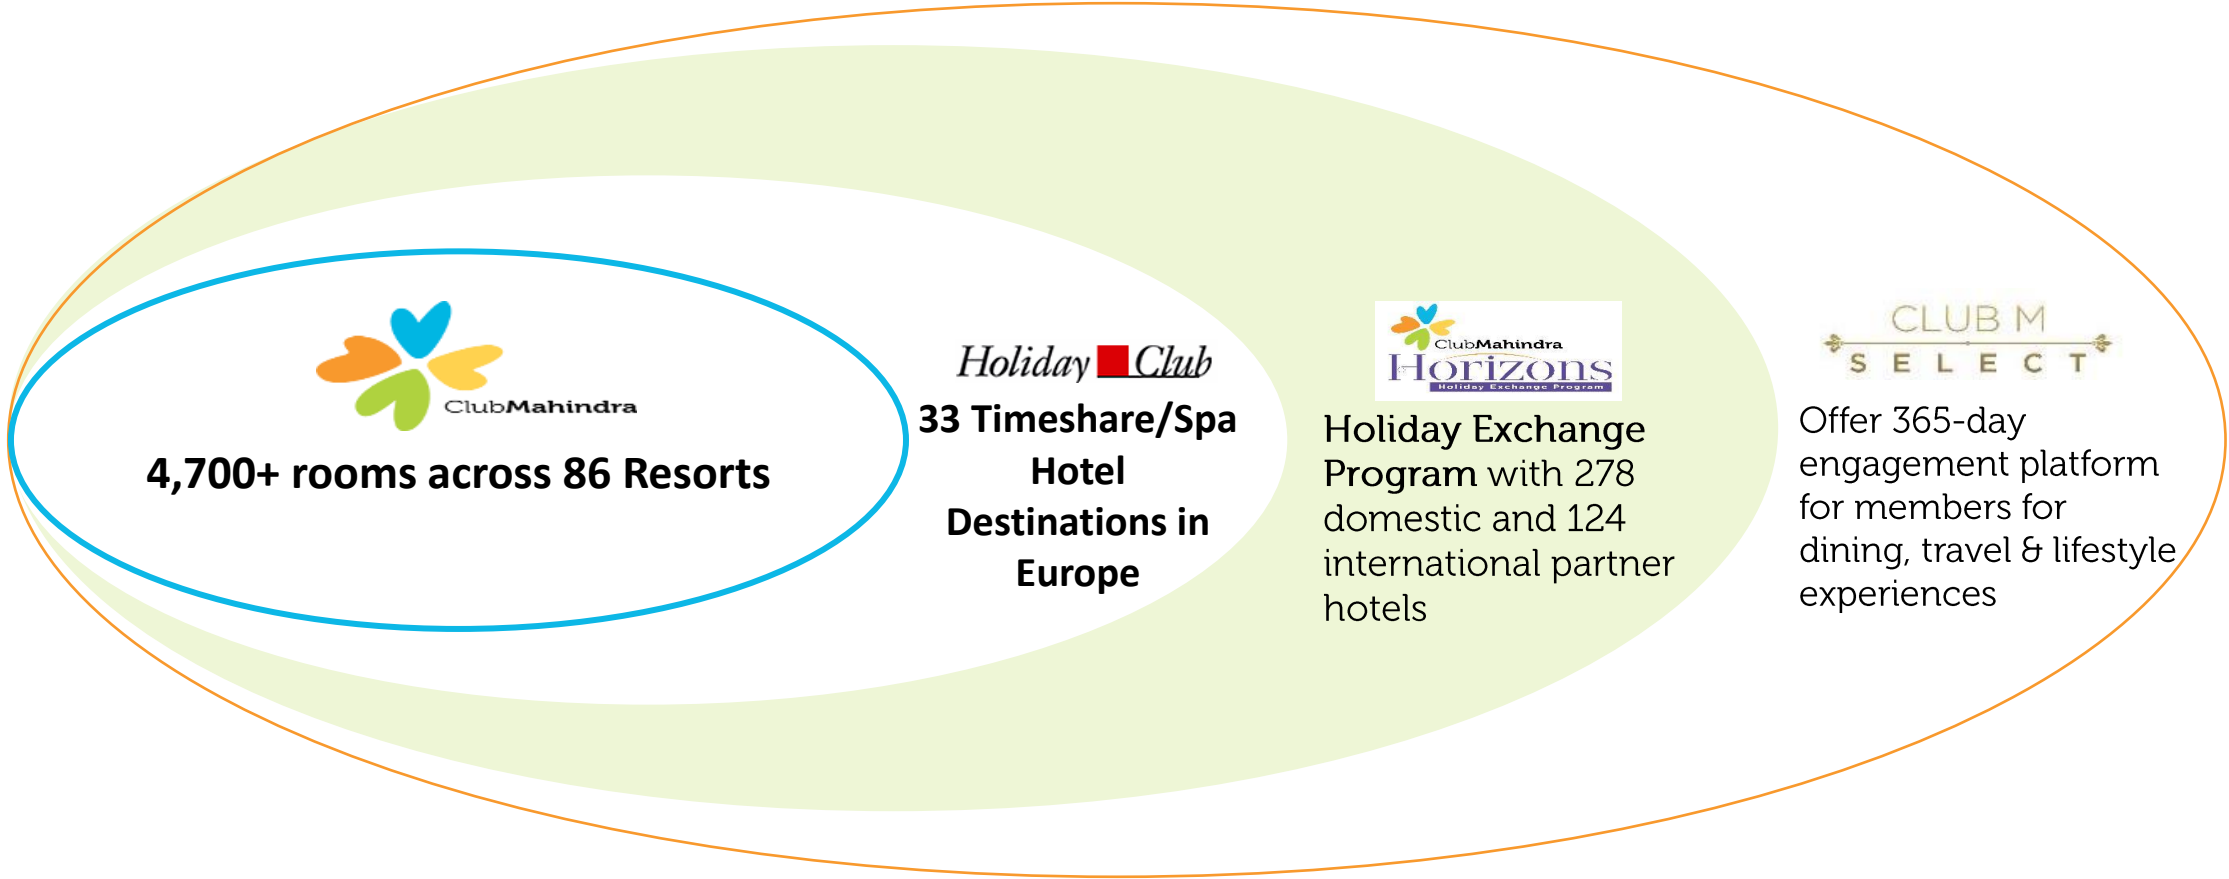 ClubMahindra
4,700+ rooms across 86 Resorts
Holiday Club
33 Timeshare/Spa
Hotel
Destinations in
Europe
ClubMahindra
Horizons
Holiday Exchange Program
Holiday Exchange
Program with 278
domestic and 124
international partner
hotels
CLUB M
SELECT
Offer 365-day
engagement platform
for members for
dining, travel & lifestyle
experiences